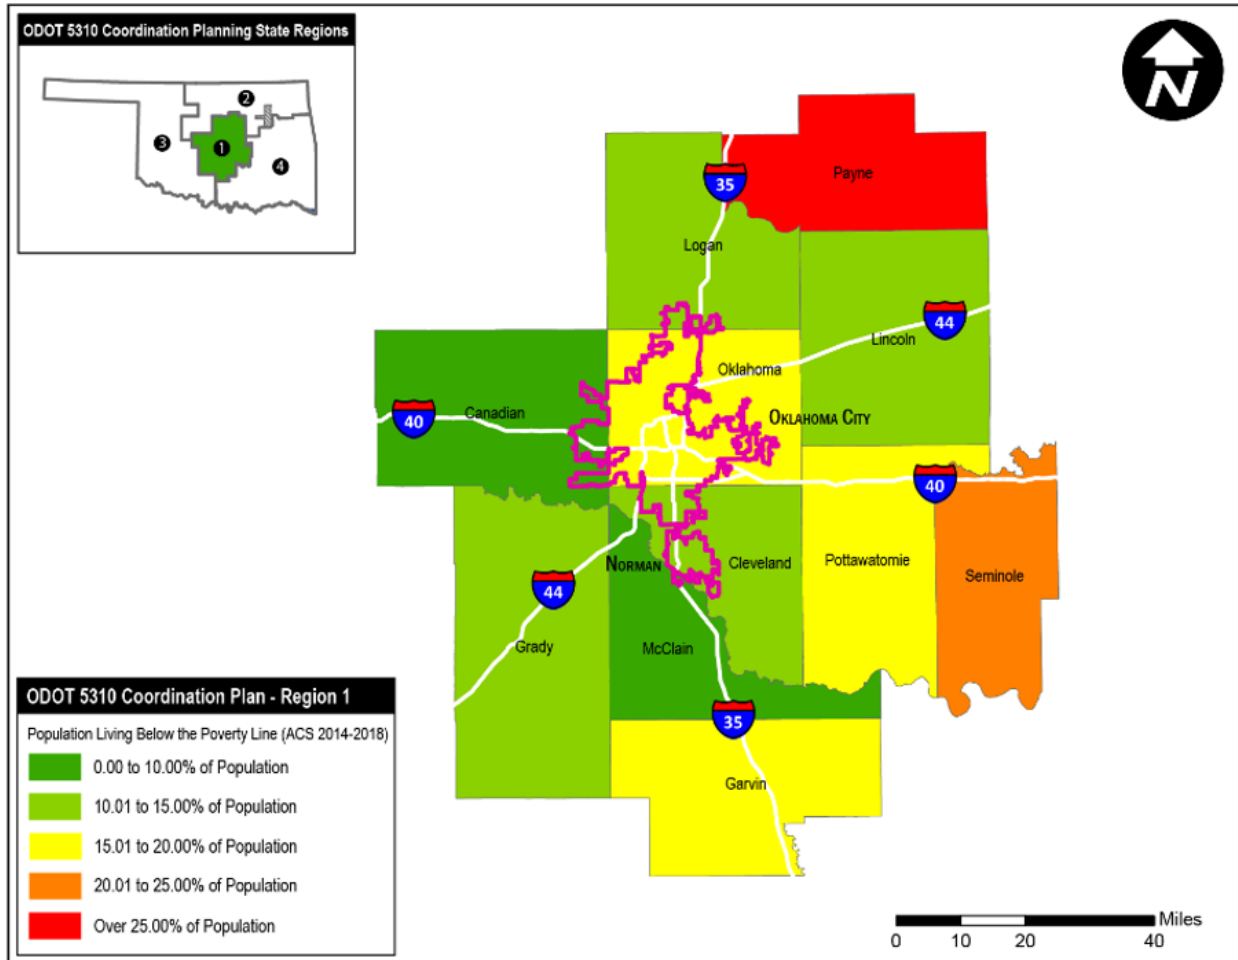 ODOT 5310 Coordination Planning State Regions
2
3
1
4
N
Payne
35
Logan
44
Lincoln
Oklahoma
OKLAHOMA CITY
Canadian
40
40
Pottawatomie
Cleveland
Seminole
NORMAN
44
Grady
McClain
35
Garvin
ODOT 5310 Coordination Plan - Region 1
Population Living Below the Poverty Line (ACS 2014-2018)
0.00 to 10.00% of Population
10.01 to 15.00% of Population
15.01 to 20.00% of Population
20.01 to 25.00% of Population
Over 25.00% of Population
Miles
0 10 20 40